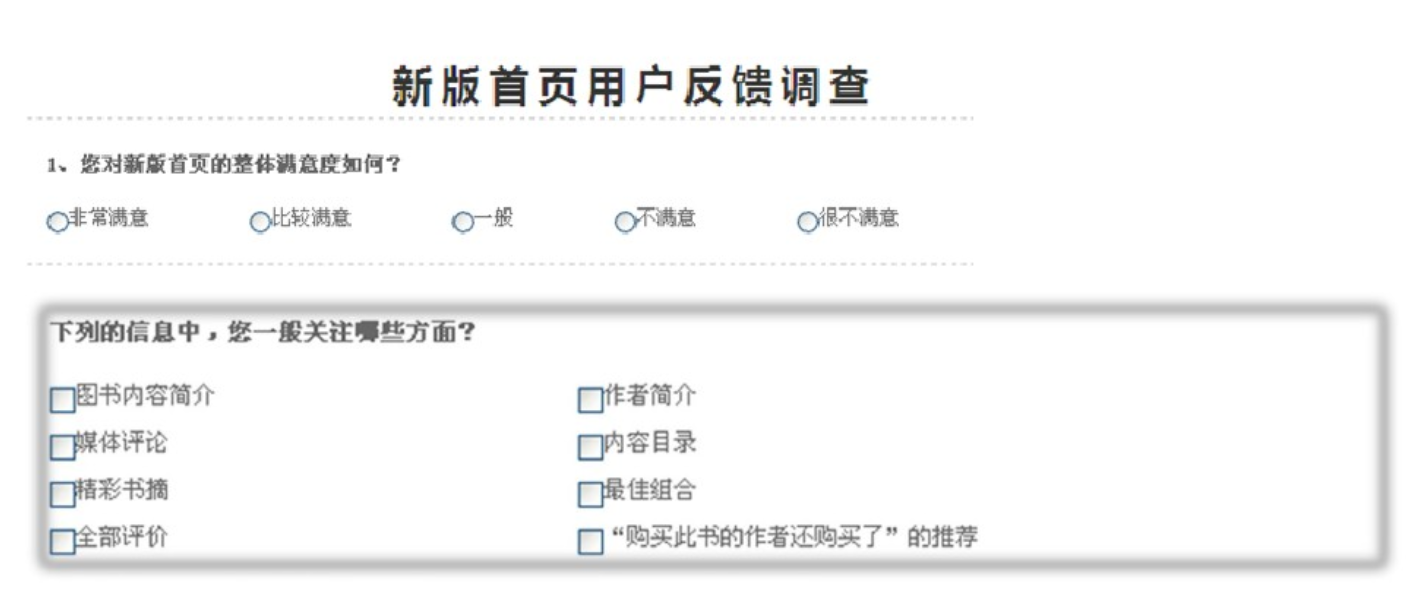 新版首页用户反馈调查
1、您对新版首页的整体满意度如何？
非常满意 比较满意 一般 不满意 很不满意
下列的信息中，您一般关注哪些方面？
图书内容简介 作者简介
媒体评论 内容目录
精彩书摘 最佳组合
全部评价 “购买此书的作者还购买了”的推荐